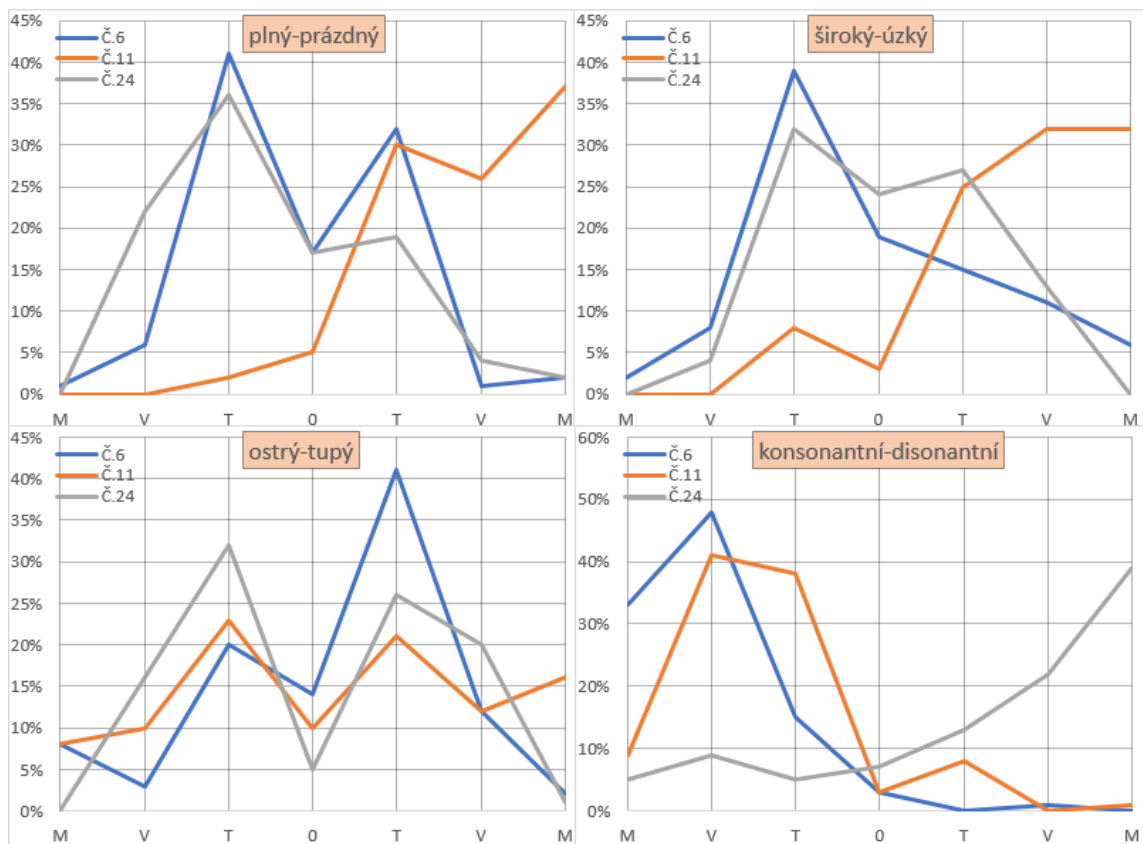 plný-prázdný
Č.6
Č.11
Č.24
45%
40%
35%
30%
25%
20%
15%
10%
5%
0%
M V T 0 T V M
široký-úzký
Č.6
Č.11
Č.24
45%
40%
35%
30%
25%
20%
15%
10%
5%
0%
M V T 0 T V M
ostrý-tupý
Č.6
Č.11
Č.24
45%
40%
35%
30%
25%
20%
15%
10%
5%
0%
M V T 0 T V M
konsonantní-disonantní
Č.6
Č.11
Č.24
60%
50%
40%
30%
20%
10%
0%
M V T 0 T V M